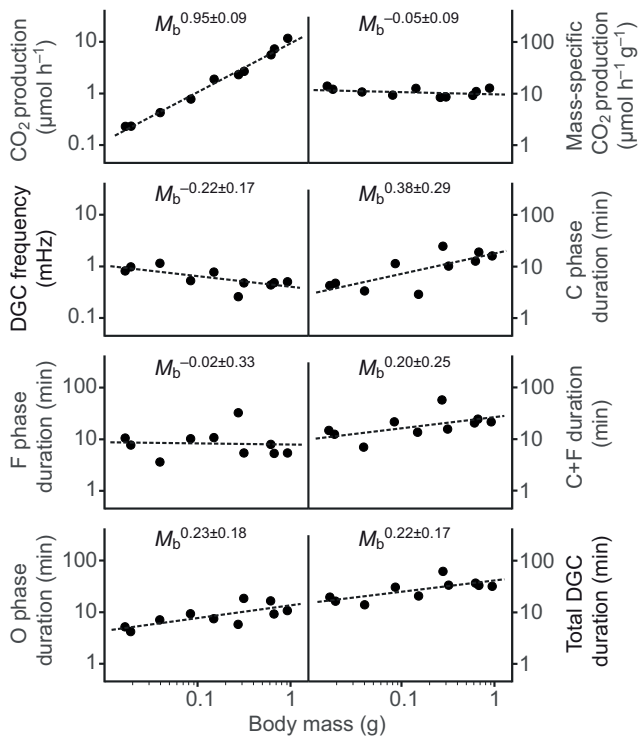 M_b^0.95±0.09
M_b^–0.05±0.09
CO₂ production
(μmol h⁻¹)
10
1
0.1
100
10
1
Mass-specific
CO₂ production
(μmol h⁻¹ g⁻¹)
M_b^–0.22±0.17
M_b^0.38±0.29
DGC frequency
(mHz)
10
1
0.1
100
10
1
C phase
duration (min)
M_b^–0.02±0.33
M_b^0.20±0.25
F phase
duration (min)
100
10
1
100
10
1
C+F duration
(min)
M_b^0.23±0.18
M_b^0.22±0.17
O phase
duration (min)
100
10
1
100
10
1
Total DGC
duration (min)
0.1
1
0.1
1
Body mass (g)